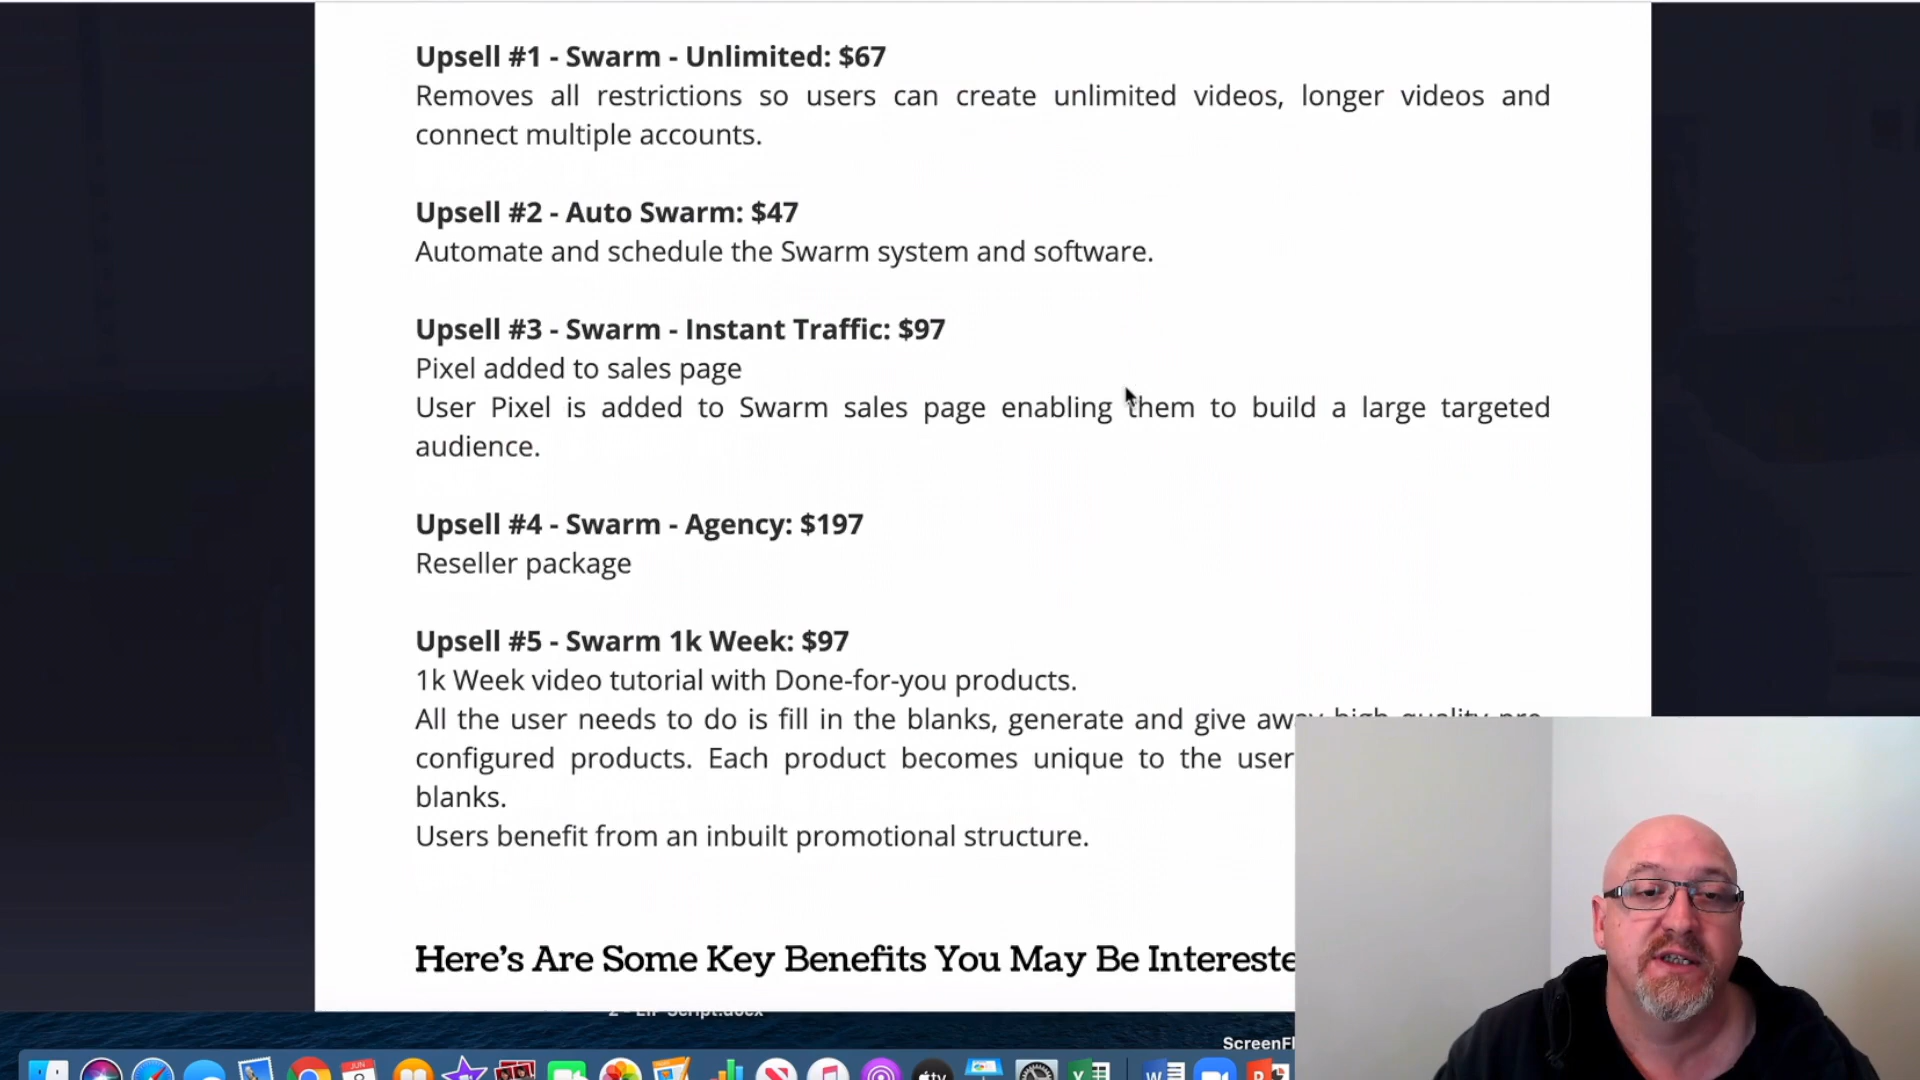 Upsell #1 - Swarm - Unlimited: $67
Removes all restrictions so users can create unlimited videos, longer videos and
connect multiple accounts.
Upsell #2 - Auto Swarm: $47
Automate and schedule the Swarm system and software.
Upsell #3 - Swarm - Instant Traffic: $97
Pixel added to sales page
User Pixel is added to Swarm sales page enabling them to build a large targeted
audience.
Upsell #4 - Swarm - Agency: $197
Reseller package
Upsell #5 - Swarm 1k Week: $97
1k Week video tutorial with Done-for-you products.
All the user needs to do is fill in the blanks, generate and give away high quality pre-
configured products. Each product becomes unique to the user
blanks.
Users benefit from an inbuilt promotional structure.
Here's Are Some Key Benefits You May Be Intereste
ScreenFl
JUN
tv